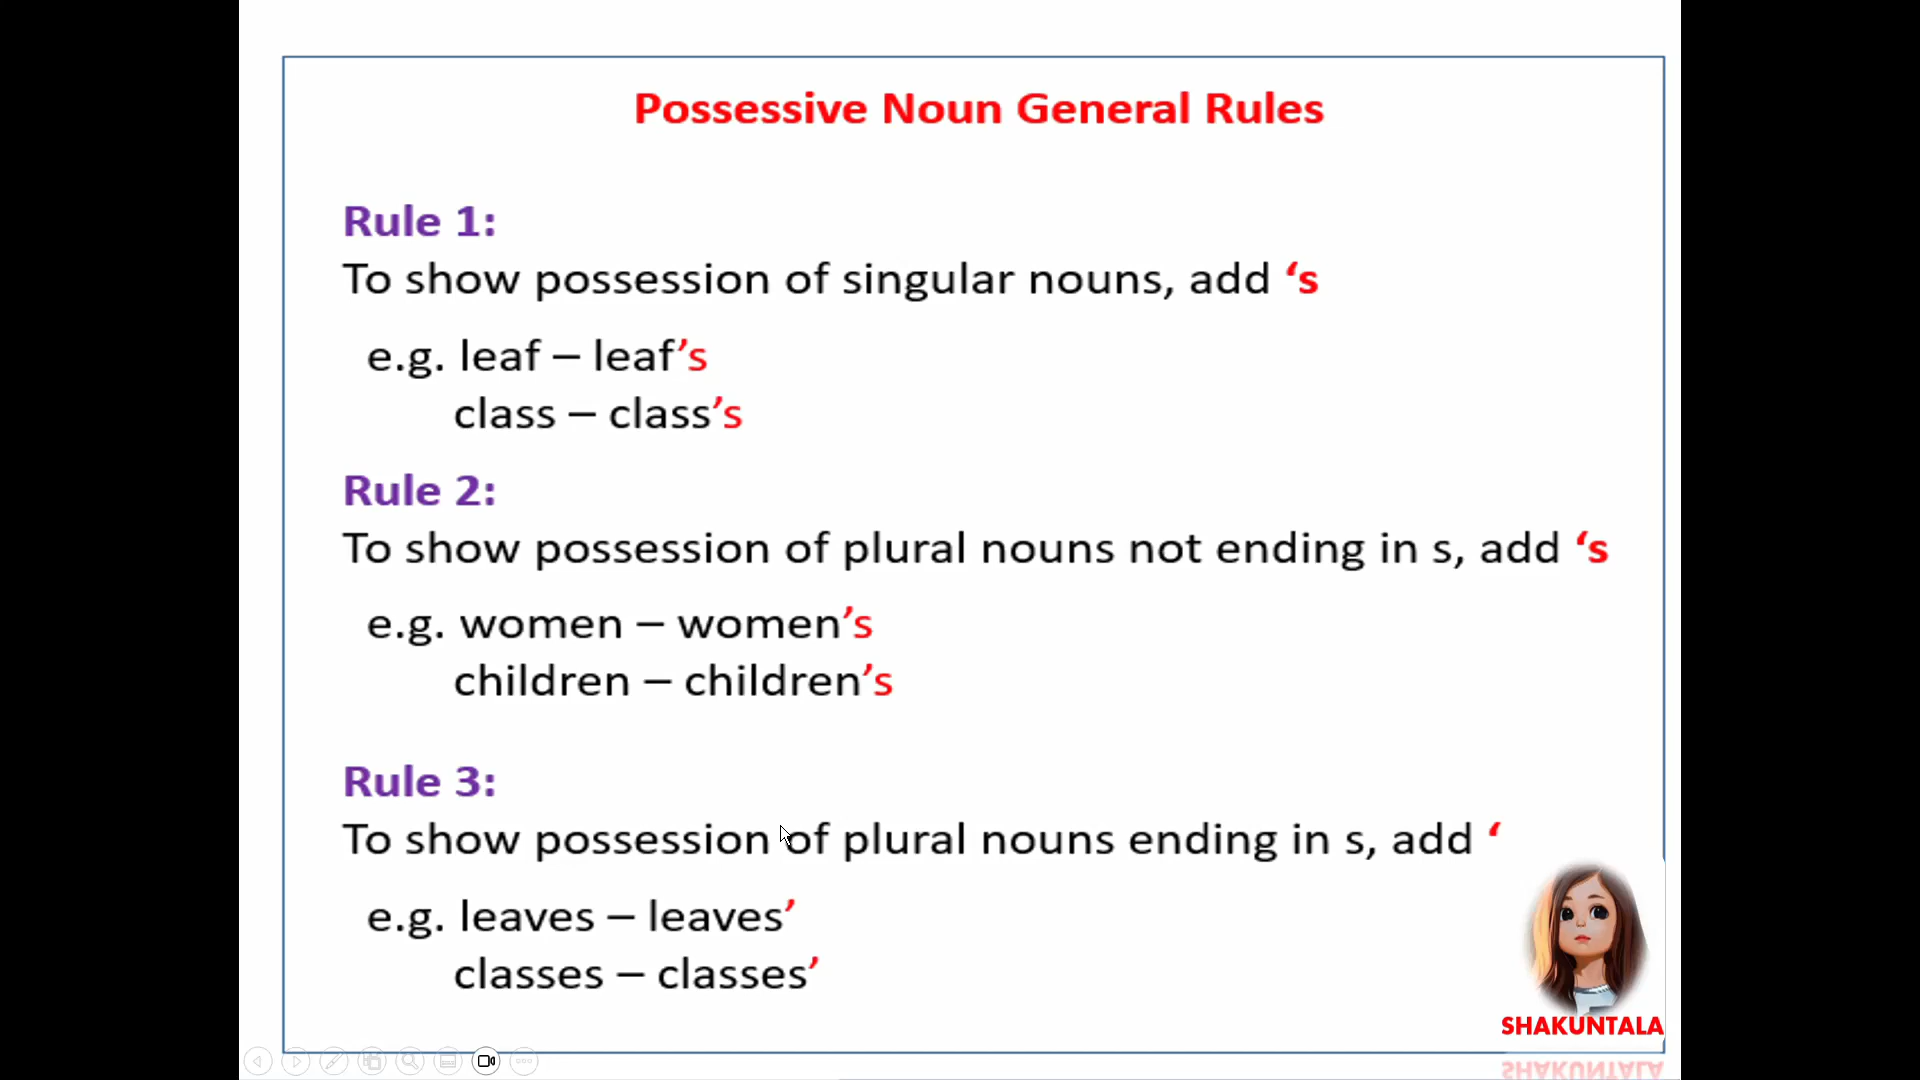 Possessive Noun General Rules
Rule 1:
To show possession of singular nouns, add ‘s
e.g. leaf – leaf’s
class – class’s
Rule 2:
To show possession of plural nouns not ending in s, add ‘s
e.g. women – women’s
children – children’s
Rule 3:
To show possession of plural nouns ending in s, add ‘
e.g. leaves – leaves’
classes – classes’
SHAKUNTALA